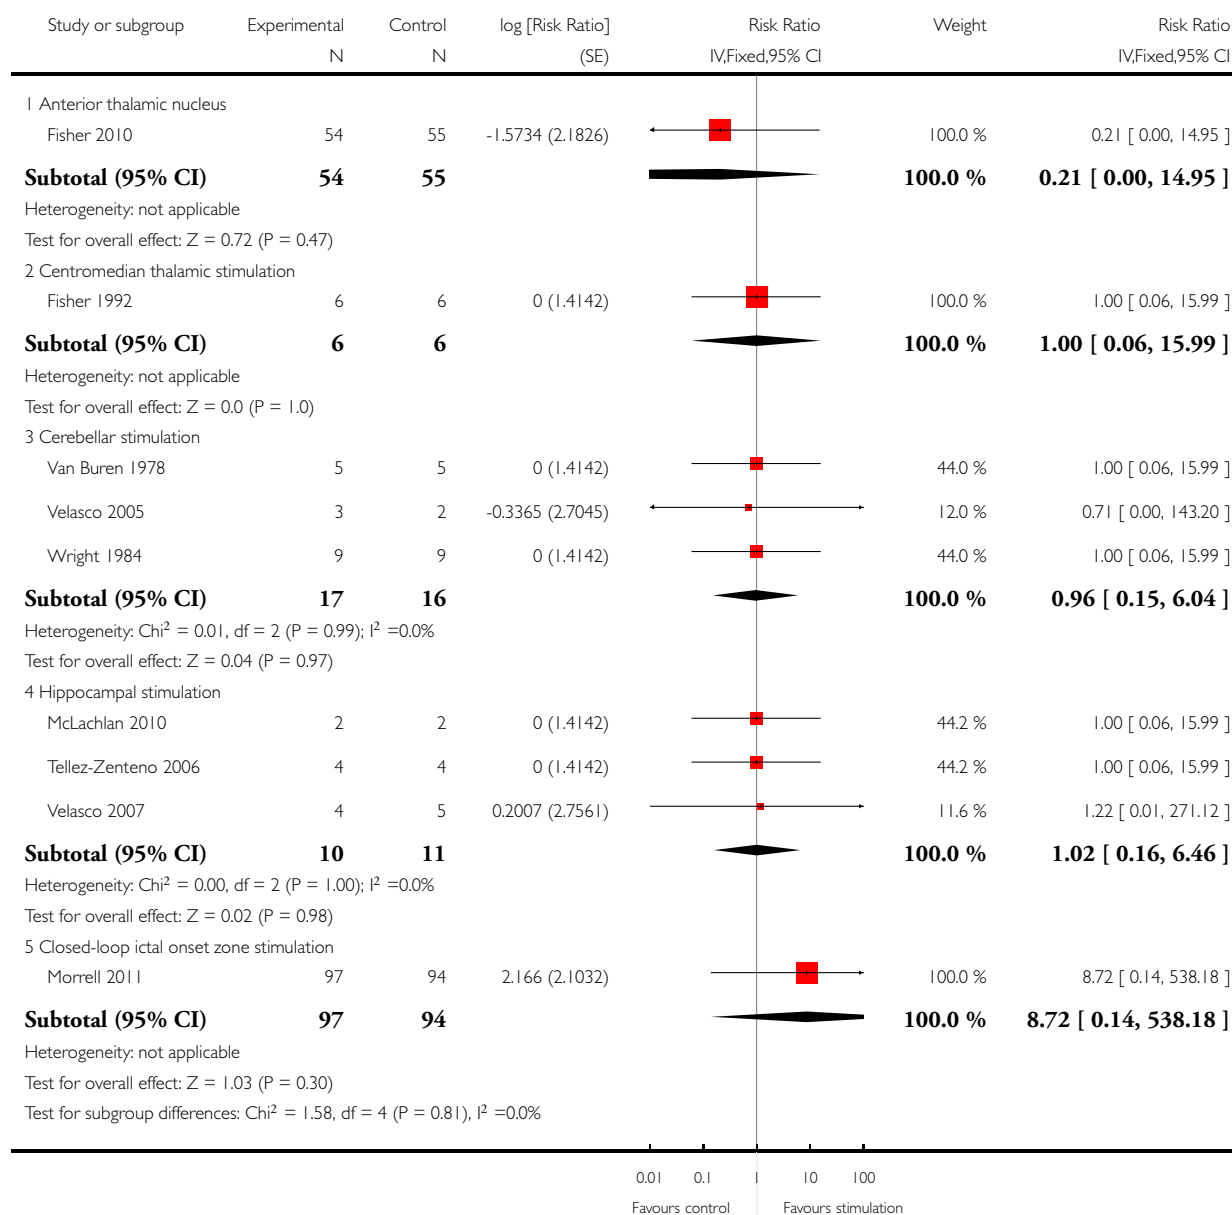 Study or subgroup Experimental Control log [Risk Ratio] Risk Ratio Weight Risk Ratio
N N (SE) IV,Fixed,95% CI IV,Fixed,95% CI
1 Anterior thalamic nucleus
Fisher 2010 54 55 -1.5734 (2.1826) 100.0 % 0.21 [ 0.00, 14.95 ]
Subtotal (95% CI) 54 55 100.0 % 0.21 [ 0.00, 14.95 ]
Heterogeneity: not applicable
Test for overall effect: Z = 0.72 (P = 0.47)
2 Centromedian thalamic stimulation
Fisher 1992 6 6 0 (1.4142) 100.0 % 1.00 [ 0.06, 15.99 ]
Subtotal (95% CI) 6 6 100.0 % 1.00 [ 0.06, 15.99 ]
Heterogeneity: not applicable
Test for overall effect: Z = 0.0 (P = 1.0)
3 Cerebellar stimulation
Van Buren 1978 5 5 0 (1.4142) 44.0 % 1.00 [ 0.06, 15.99 ]
Velasco 2005 3 2 -0.3365 (2.7045) 12.0 % 0.71 [ 0.00, 143.20 ]
Wright 1984 9 9 0 (1.4142) 44.0 % 1.00 [ 0.06, 15.99 ]
Subtotal (95% CI) 17 16 100.0 % 0.96 [ 0.15, 6.04 ]
Heterogeneity: Chi² = 0.01, df = 2 (P = 0.99); I² =0.0%
Test for overall effect: Z = 0.04 (P = 0.97)
4 Hippocampal stimulation
McLachlan 2010 2 2 0 (1.4142) 44.2 % 1.00 [ 0.06, 15.99 ]
Tellez-Zenteno 2006 4 4 0 (1.4142) 44.2 % 1.00 [ 0.06, 15.99 ]
Velasco 2007 4 5 0.2007 (2.7561) 11.6 % 1.22 [ 0.01, 271.12 ]
Subtotal (95% CI) 10 11 100.0 % 1.02 [ 0.16, 6.46 ]
Heterogeneity: Chi² = 0.00, df = 2 (P = 1.00); I² =0.0%
Test for overall effect: Z = 0.02 (P = 0.98)
5 Closed-loop ictal onset zone stimulation
Morrell 2011 97 94 2.166 (2.1032) 100.0 % 8.72 [ 0.14, 538.18 ]
Subtotal (95% CI) 97 94 100.0 % 8.72 [ 0.14, 538.18 ]
Heterogeneity: not applicable
Test for overall effect: Z = 1.03 (P = 0.30)
Test for subgroup differences: Chi² = 1.58, df = 4 (P = 0.81), I² =0.0%
0.01 0.1 1 10 100
Favours control Favours stimulation